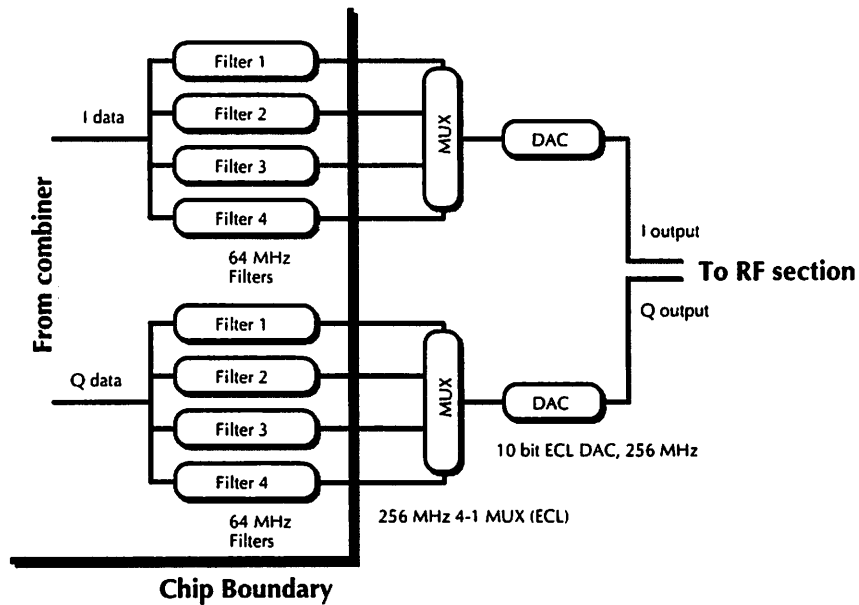 Filter 1
Filter 2
Filter 3
Filter 4
I data
64 MHz
Filters
MUX
DAC
I output
From combiner
To RF section
Q output
Filter 1
Filter 2
Filter 3
Filter 4
Q data
64 MHz
Filters
MUX
DAC
10 bit ECL DAC, 256 MHz
256 MHz 4-1 MUX (ECL)
Chip Boundary